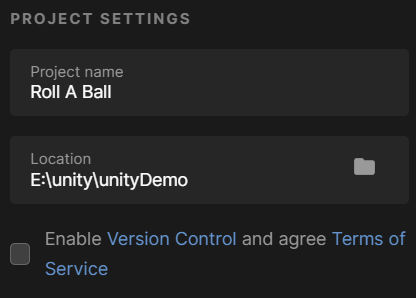 PROJECT SETTINGS
Project name
Roll A Ball
Location
E:\unity\unityDemo
Enable Version Control and agree Terms of
Service